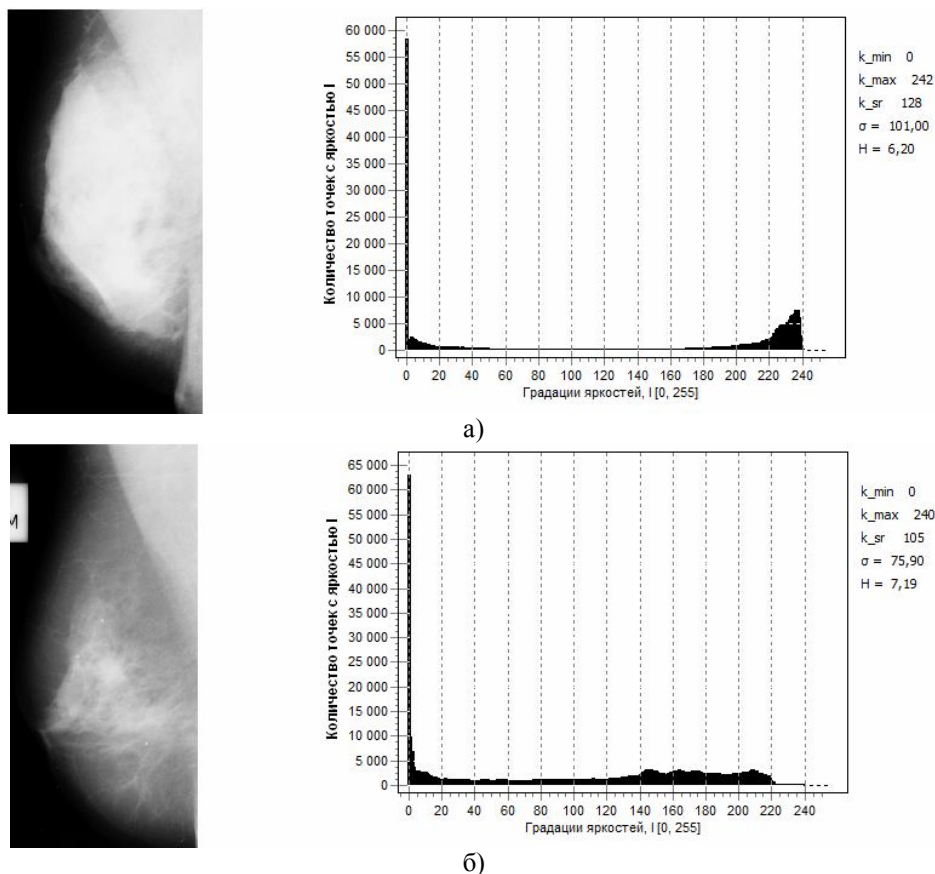 60 000
55 000
50 000
45 000
40 000
35 000
30 000
25 000
20 000
15 000
10 000
5 000
0
Количество точек с яркостью I
0 20 40 60 80 100 120 140 160 180 200 220 240
Градации яркостей, I [0, 255]
k_min 0
k_max 242
k_sr 128
σ = 101,00
H = 6,20
а)
M
65 000
60 000
55 000
50 000
45 000
40 000
35 000
30 000
25 000
20 000
15 000
10 000
5 000
0
Количество точек с яркостью I
0 20 40 60 80 100 120 140 160 180 200 220 240
Градации яркостей, I [0, 255]
k_min 0
k_max 240
k_sr 105
σ = 75,90
H = 7,19
б)